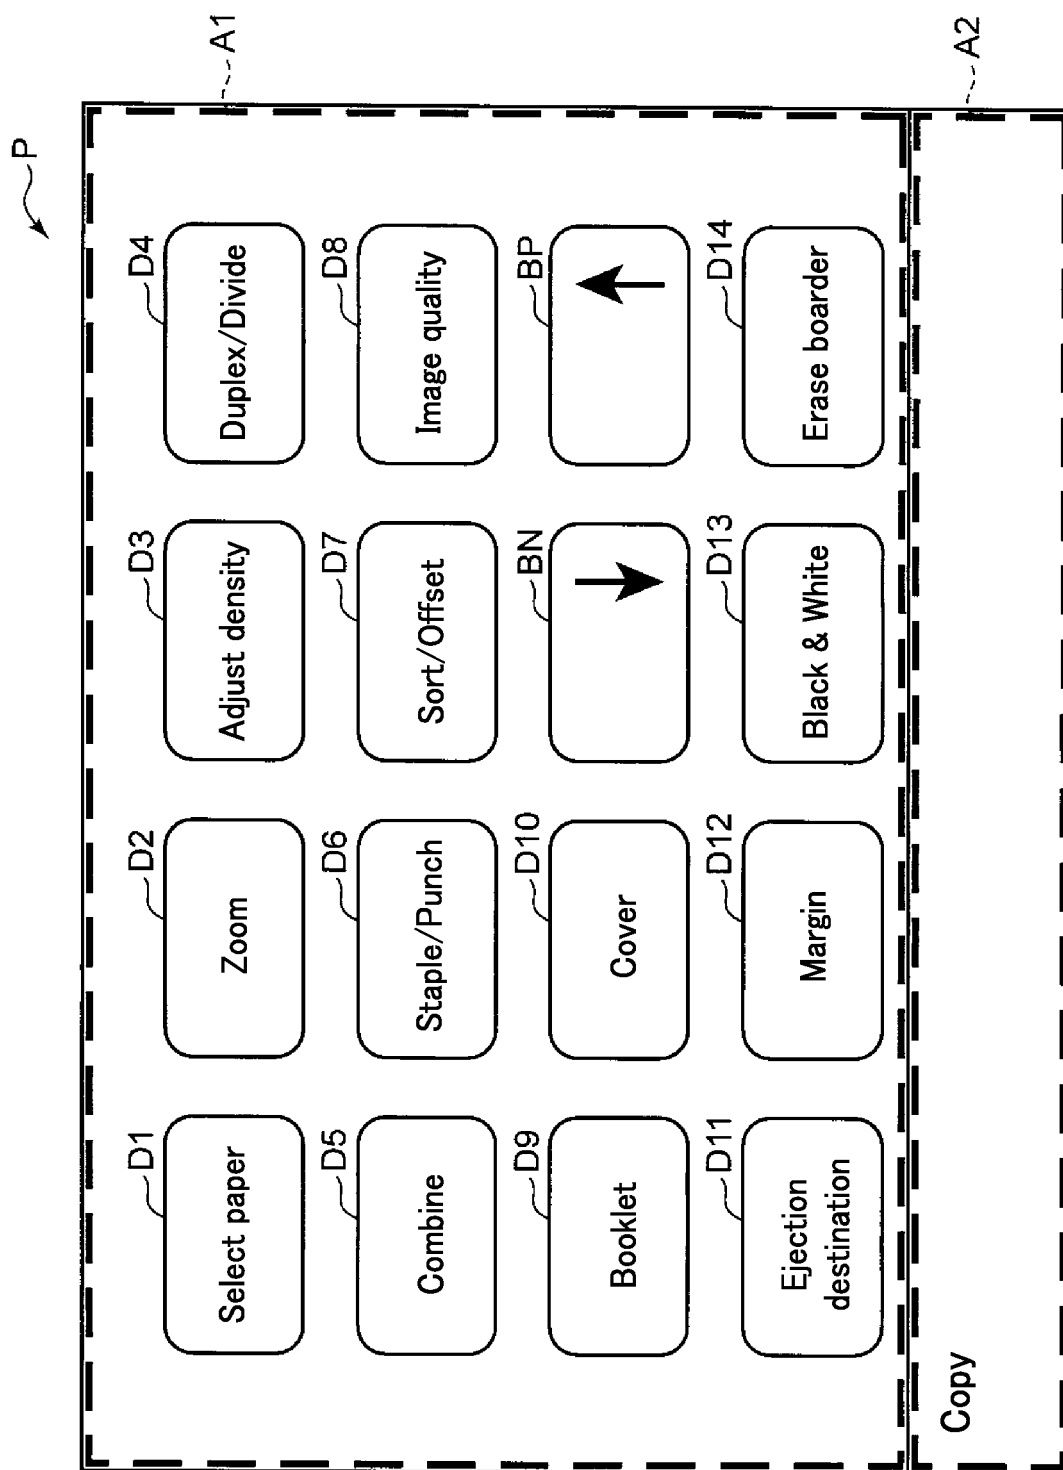 P
A1
D1
Select paper
D2
Zoom
D3
Adjust density
D4
Duplex/Divide
D5
Combine
D6
Staple/Punch
D7
Sort/Offset
D8
Image quality
D9
Booklet
D10
Cover
BN
BP
D11
Ejection
destination
D12
Margin
D13
Black & White
D14
Erase boarder
A2
Copy